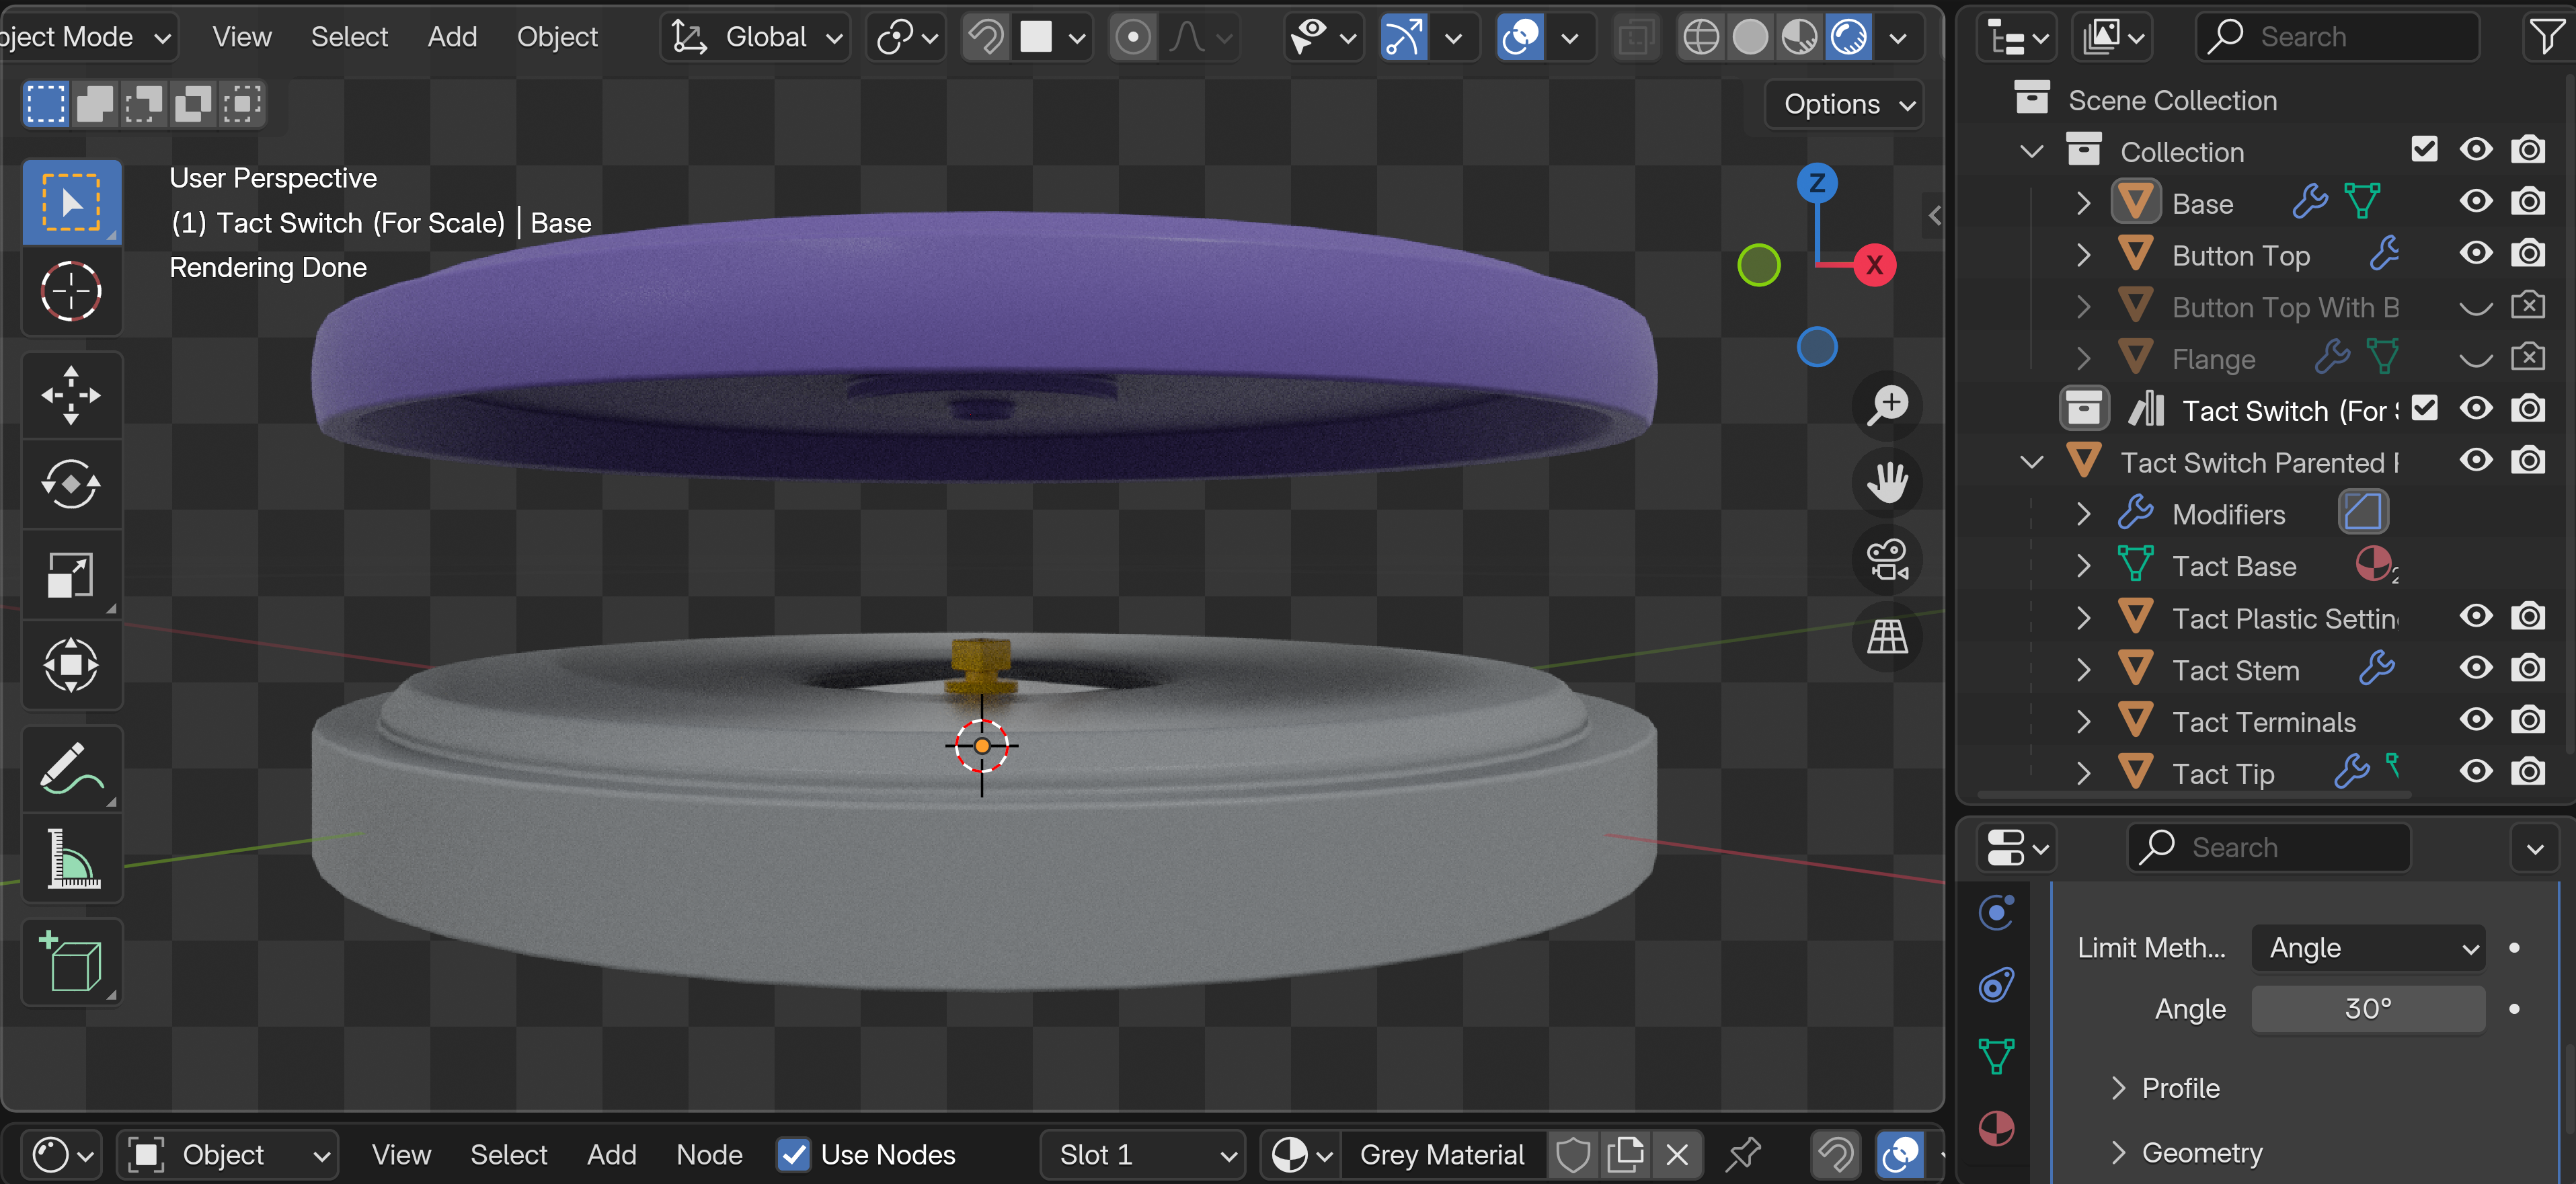 bject Mode View Select Add Object Global
Search
Options
User Perspective
(1) Tact Switch (For Scale) | Base
Rendering Done
Z
X
Scene Collection
Collection
Base
Button Top
Button Top With B
Flange
Tact Switch (For S
Tact Switch Parented
Modifiers
Tact Base 2
Tact Plastic Settin
Tact Stem
Tact Terminals
Tact Tip
Search
Limit Meth... Angle
Angle 30°
Profile
Geometry
Object View Select Add Node Use Nodes Slot 1 Grey Material